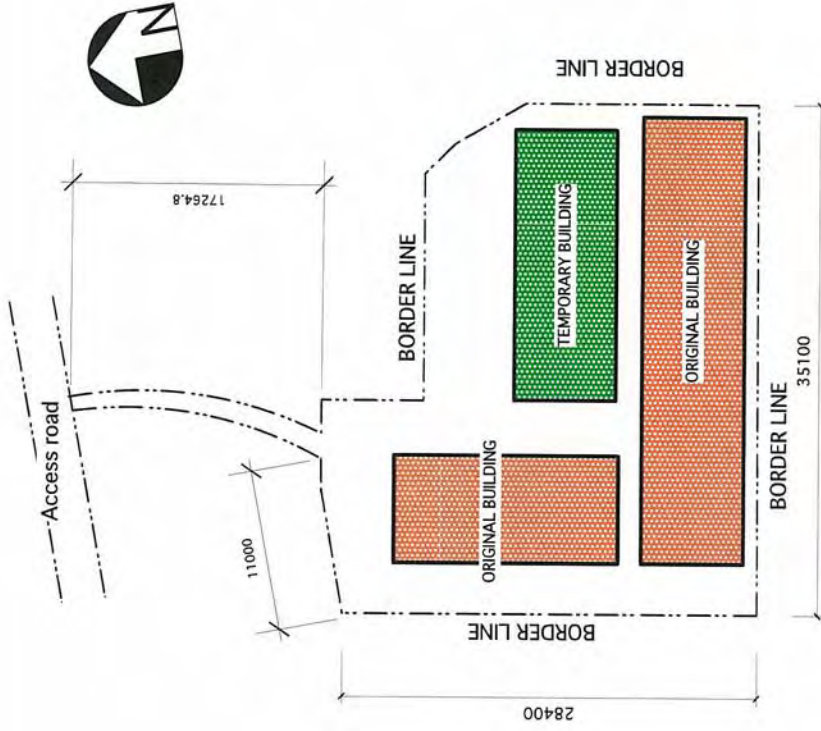 N
BORDER LINE
17264.8
Access road
BORDER LINE
TEMPORARY BUILDING
ORIGINAL BUILDING
ORIGINAL BUILDING
11000
35100
BORDER LINE
BORDER LINE
28400